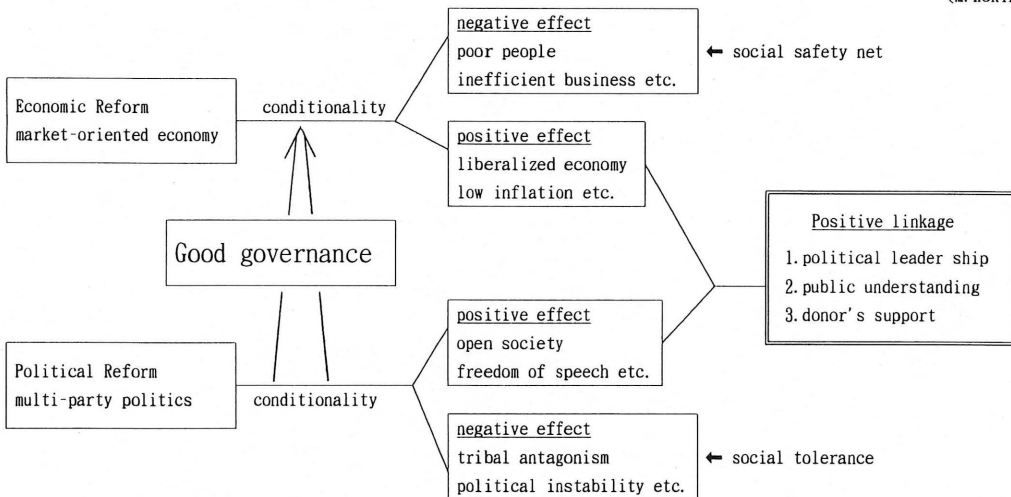 negative effect
poor people
inefficient business etc.
← social safety net
Economic Reform
market-oriented economy
conditionality
positive effect
liberalized economy
low inflation etc.
Good governance
Positive linkage
1. political leader ship
2. public understanding
3. donor's support
positive effect
open society
freedom of speech etc.
Political Reform
multi-party politics
conditionality
negative effect
tribal antagonism
political instability etc.
← social tolerance